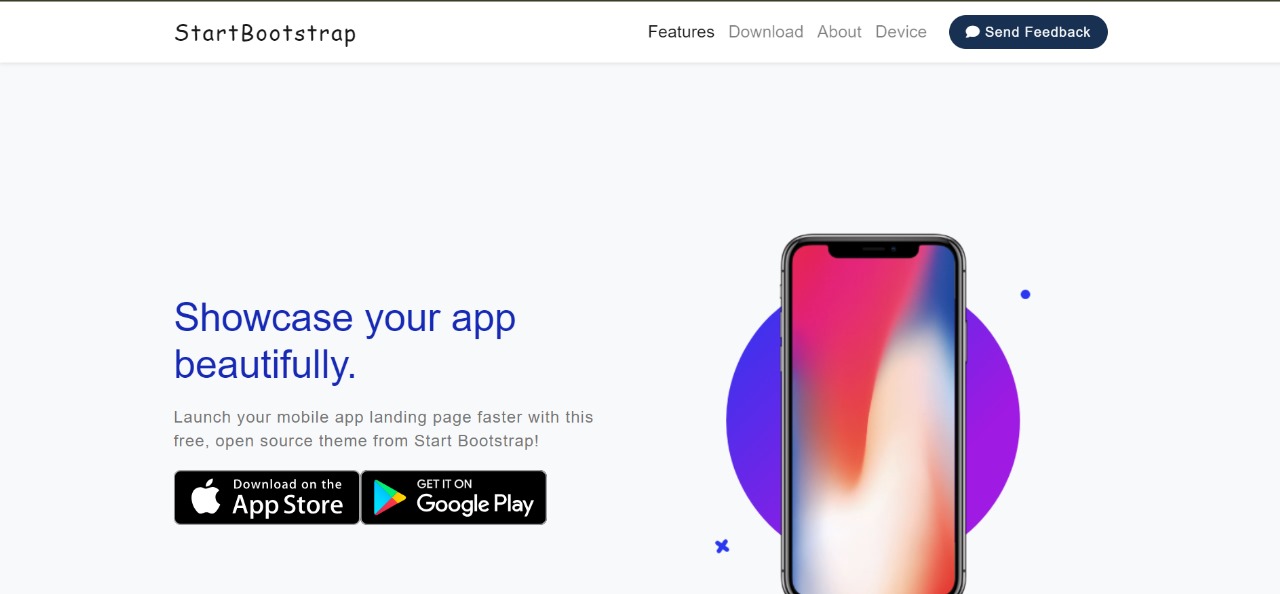 StartBootstrap
Features
Download
About
Device
Send Feedback
Showcase your app
beautifully.
Launch your mobile app landing page faster with this
free, open source theme from Start Bootstrap!
Download on the
App Store
GET IT ON
Google Play